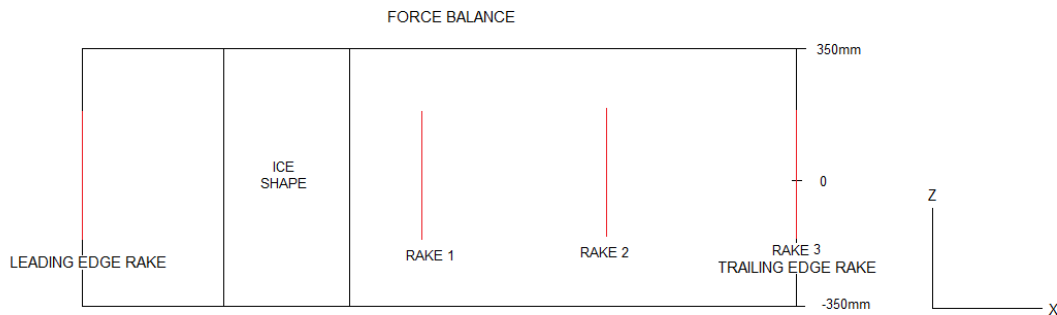 FORCE BALANCE
350mm
ICE
SHAPE
0
Z
LEADING EDGE RAKE
RAKE 1
RAKE 2
RAKE 3
TRAILING EDGE RAKE
-350mm
X